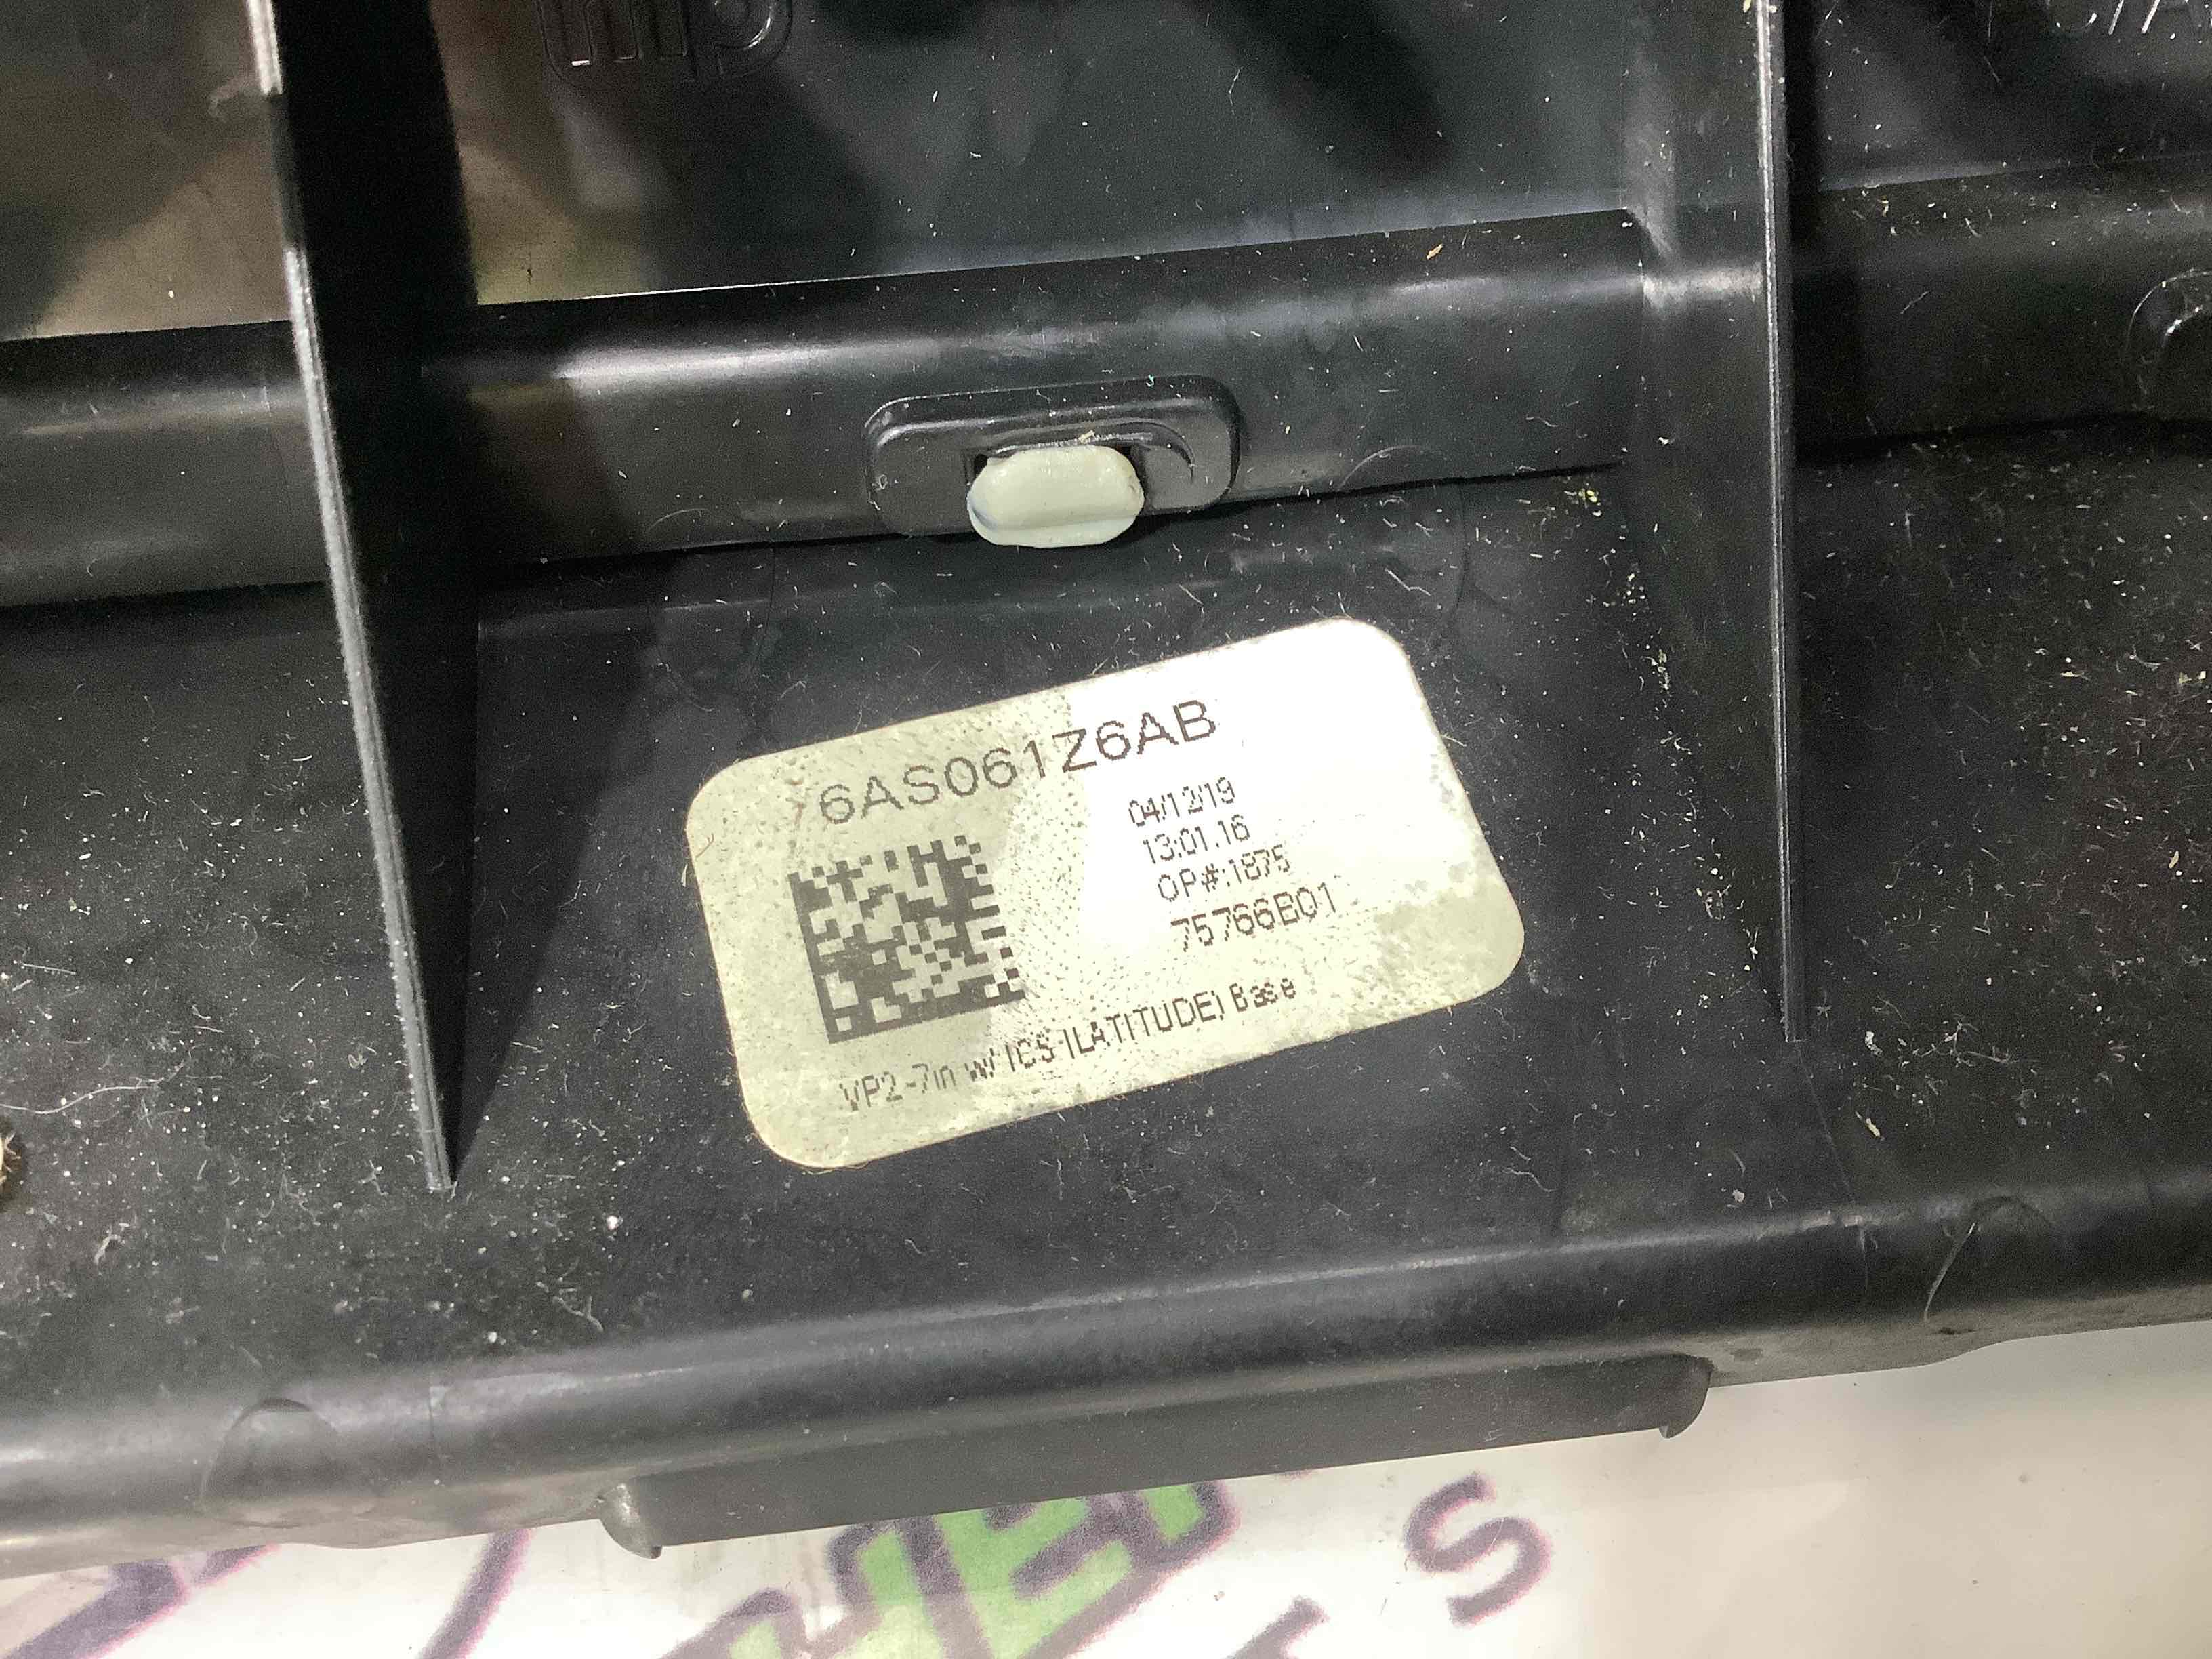 6AS061Z6AB
04/12/19
13:01.16
OP#:1875
75766B01
VP2-7in w/ ICS (LATITUDE) Base
S